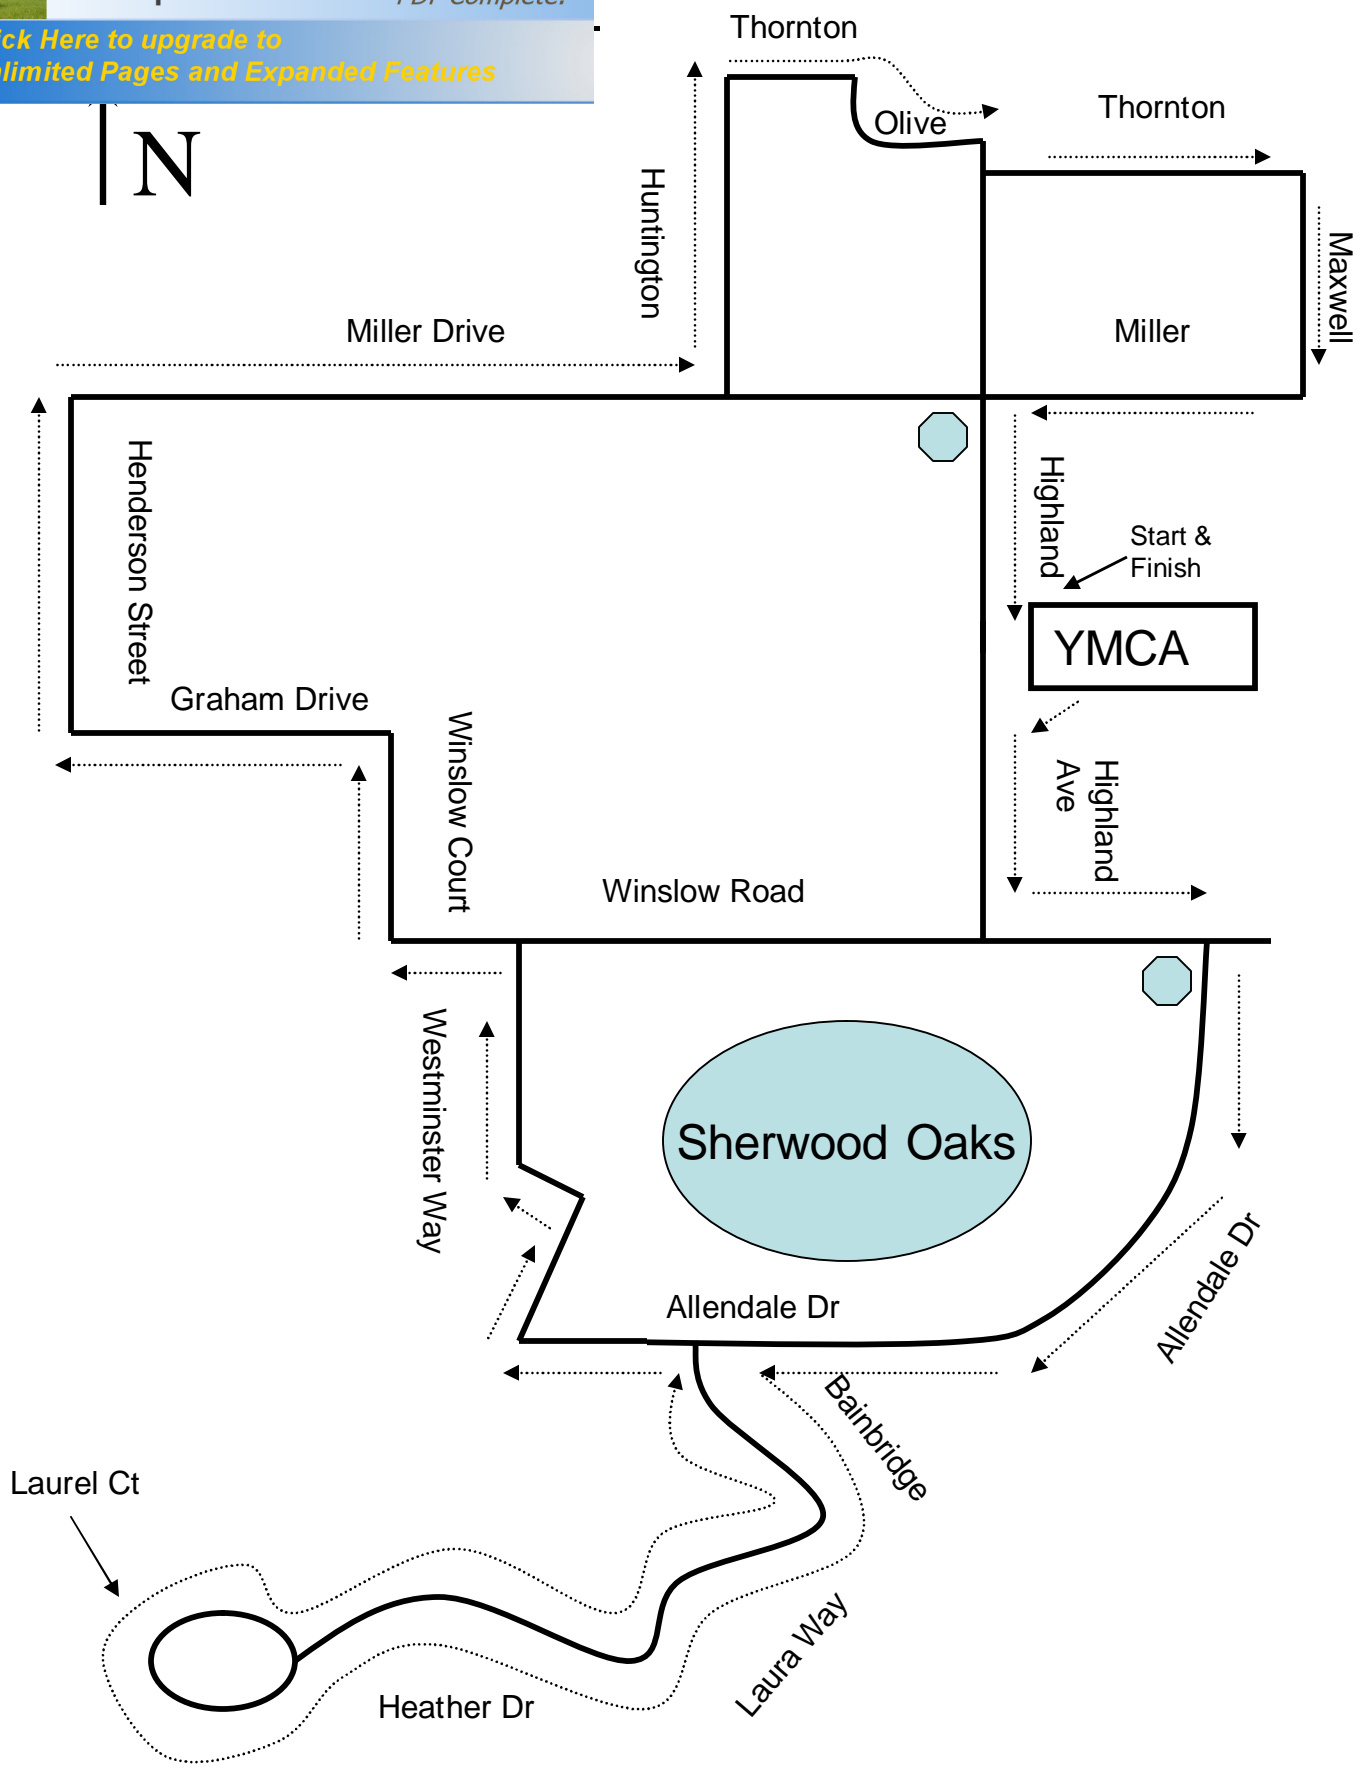 Click Here to upgrade to
Unlimited Pages and Expanded Features
N
Thornton
Olive
Thornton
Huntington
Maxwell
Miller Drive
Miller
Henderson Street
Highland
Start &
Finish
YMCA
Graham Drive
Winslow Court
Highland
Ave
Winslow Road
Westminster Way
Sherwood Oaks
Allendale Dr
Allendale Dr
Bainbridge
Laurel Ct
Laura Way
Heather Dr